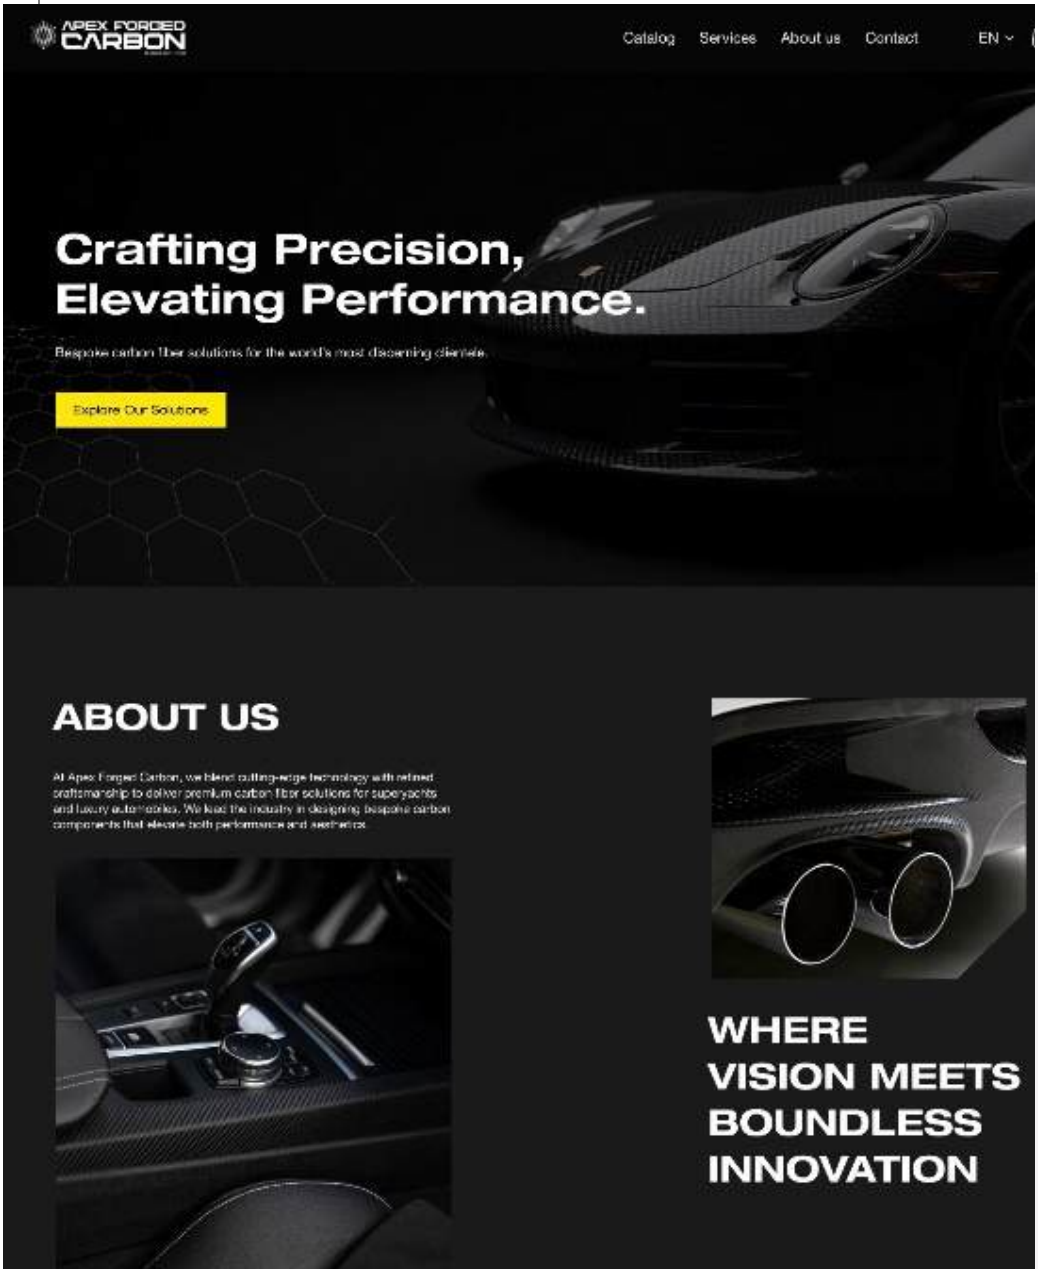 APEX FORGED
CARBON
Catalog Services About us Contact EN
Crafting Precision,
Elevating Performance.
Bespoke carbon fiber solutions for the world's most discerning clientele.
Explore Our Solutions
ABOUT US
At Apex Forged Carbon, we blend cutting-edge technology with refined
craftsmanship to deliver premium carbon fiber solutions for superyachts
and luxury automobiles. We lead the industry in designing bespoke carbon
components that elevate both performance and aesthetics.
WHERE
VISION MEETS
BOUNDLESS
INNOVATION